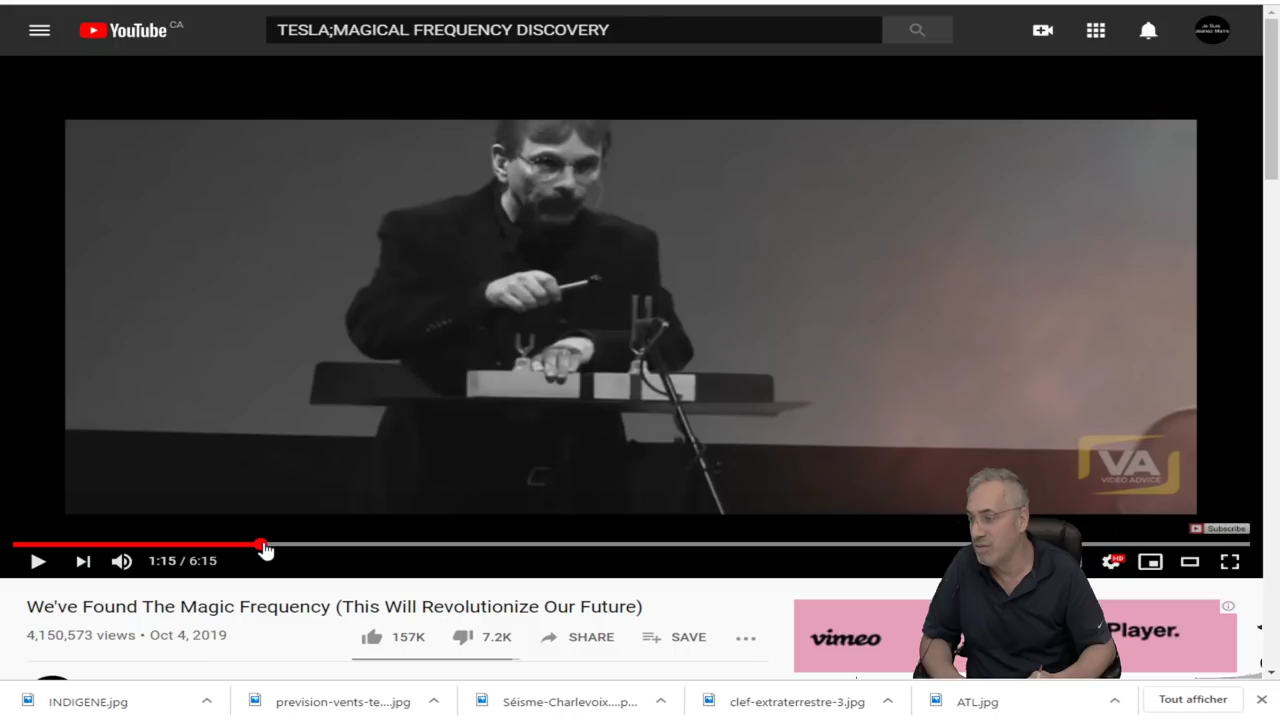 YouTube CA
TESLA;MAGICAL FREQUENCY DISCOVERY
VA
VIDEO ADVICE
Subscribe
1:15 / 6:15
HD
We've Found The Magic Frequency (This Will Revolutionize Our Future)
4,150,573 views • Oct 4, 2019
157K
7.2K
SHARE
SAVE
vimeo
Player.
INDIGENE.jpg
prevision-vents-te....jpg
Séisme-Charlevoix....p...
clef-extraterrestre-3.jpg
ATL.jpg
Tout afficher